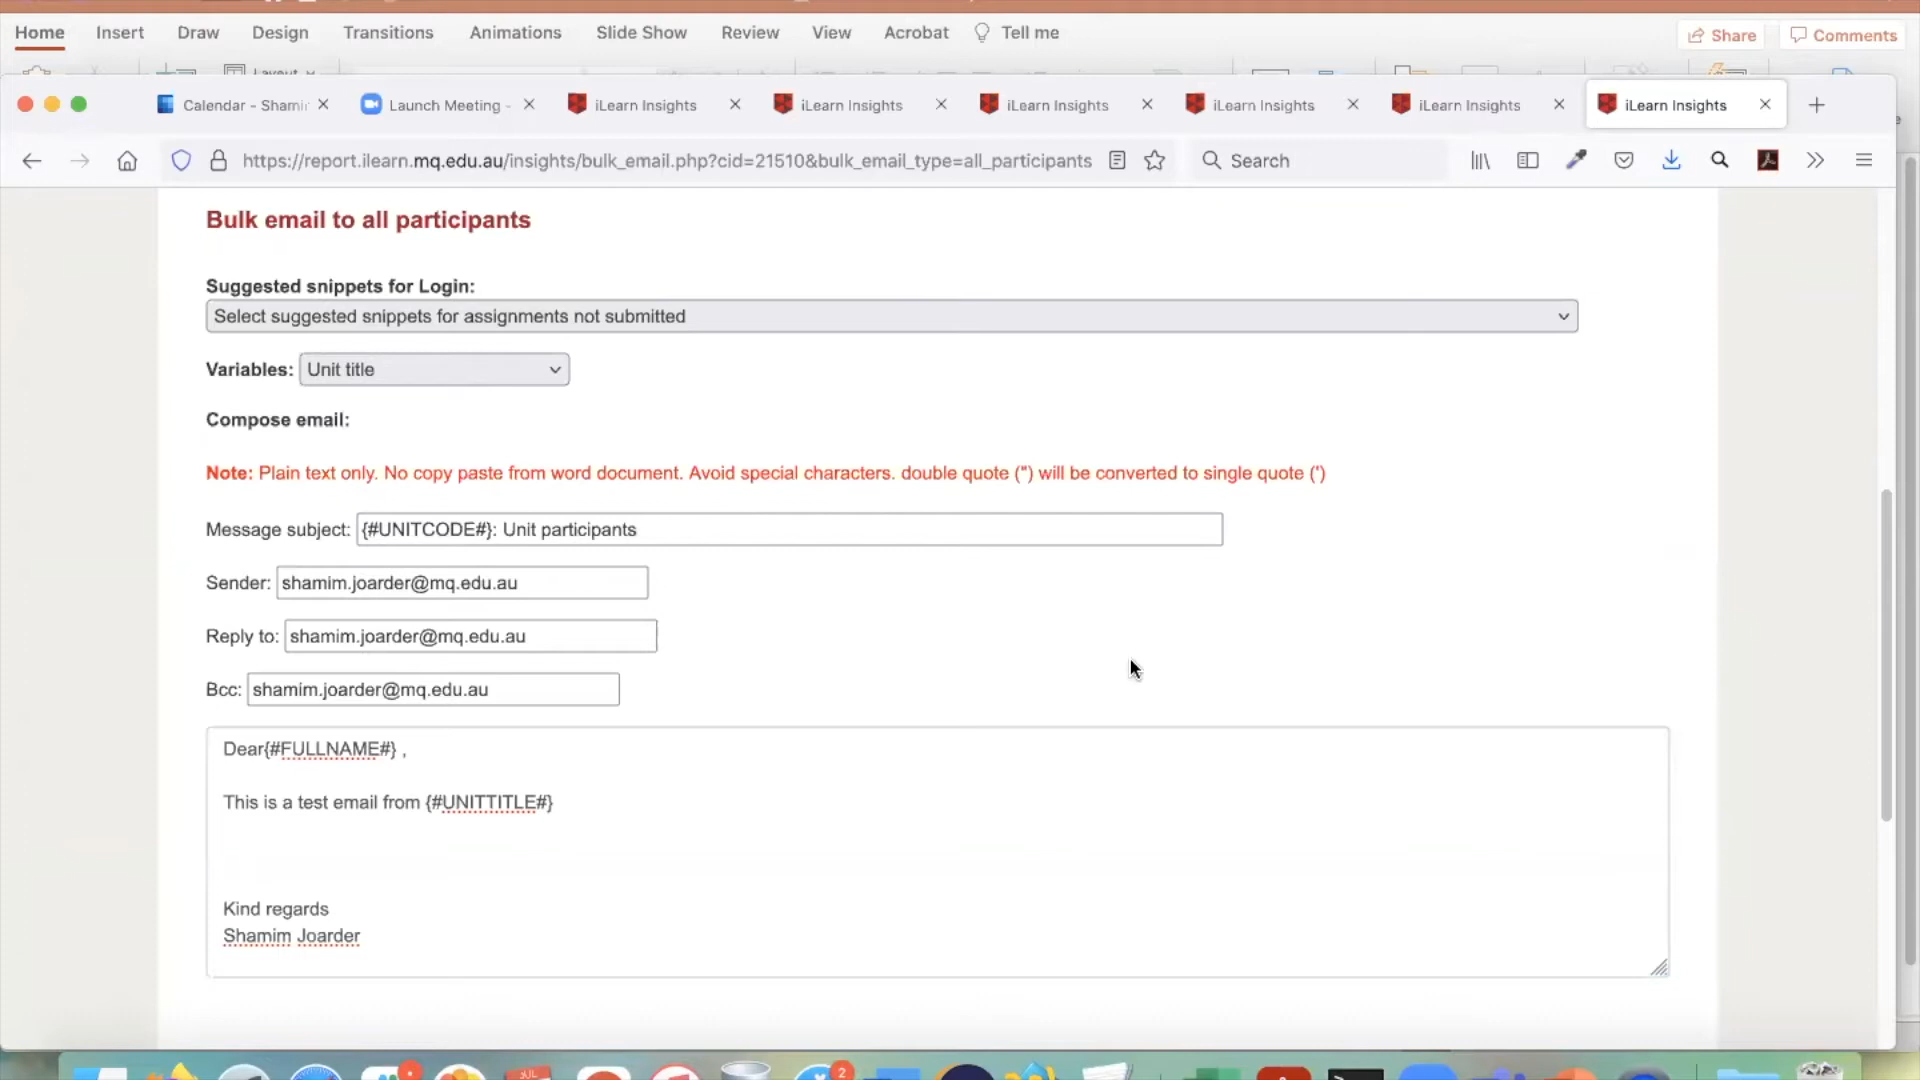 Home Insert Draw Design Transitions Animations Slide Show Review View Acrobat Tell me Share Comments
Layout
Calendar - Shami Launch Meeting - iLearn Insights iLearn Insights iLearn Insights iLearn Insights iLearn Insights iLearn Insights
https://report.ilearn.mq.edu.au/insights/bulk_email.php?cid=21510&bulk_email_type=all_participants Search
Bulk email to all participants
Suggested snippets for Login:
Select suggested snippets for assignments not submitted
Variables: Unit title
Compose email:
Note: Plain text only. No copy paste from word document. Avoid special characters. double quote (") will be converted to single quote (')
Message subject: {#UNITCODE#}: Unit participants
Sender: shamim.joarder@mq.edu.au
Reply to: shamim.joarder@mq.edu.au
Bcc: shamim.joarder@mq.edu.au
Dear{#FULLNAME#} ,
This is a test email from {#UNITTITLE#}
Kind regards
Shamim Joarder
JUL 2